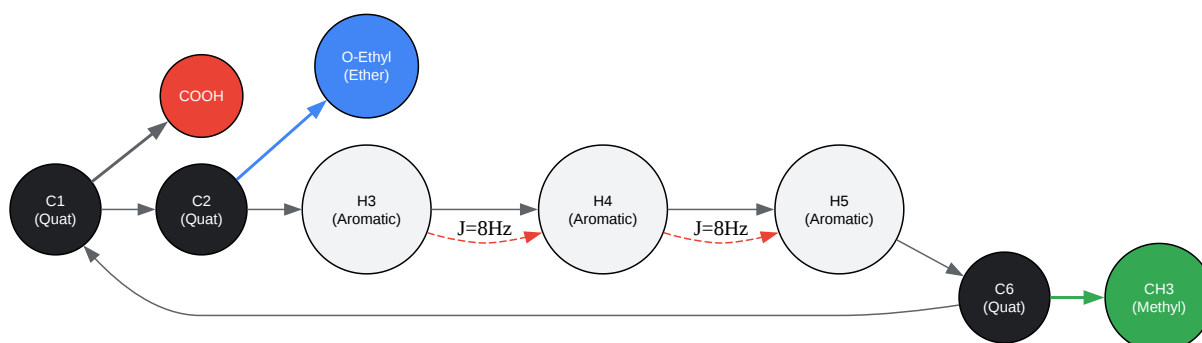 O-Ethyl
(Ether)
COOH
C1
(Quat)
C2
(Quat)
H3
(Aromatic)
J=8Hz
H4
(Aromatic)
J=8Hz
H5
(Aromatic)
C6
(Quat)
CH3
(Methyl)